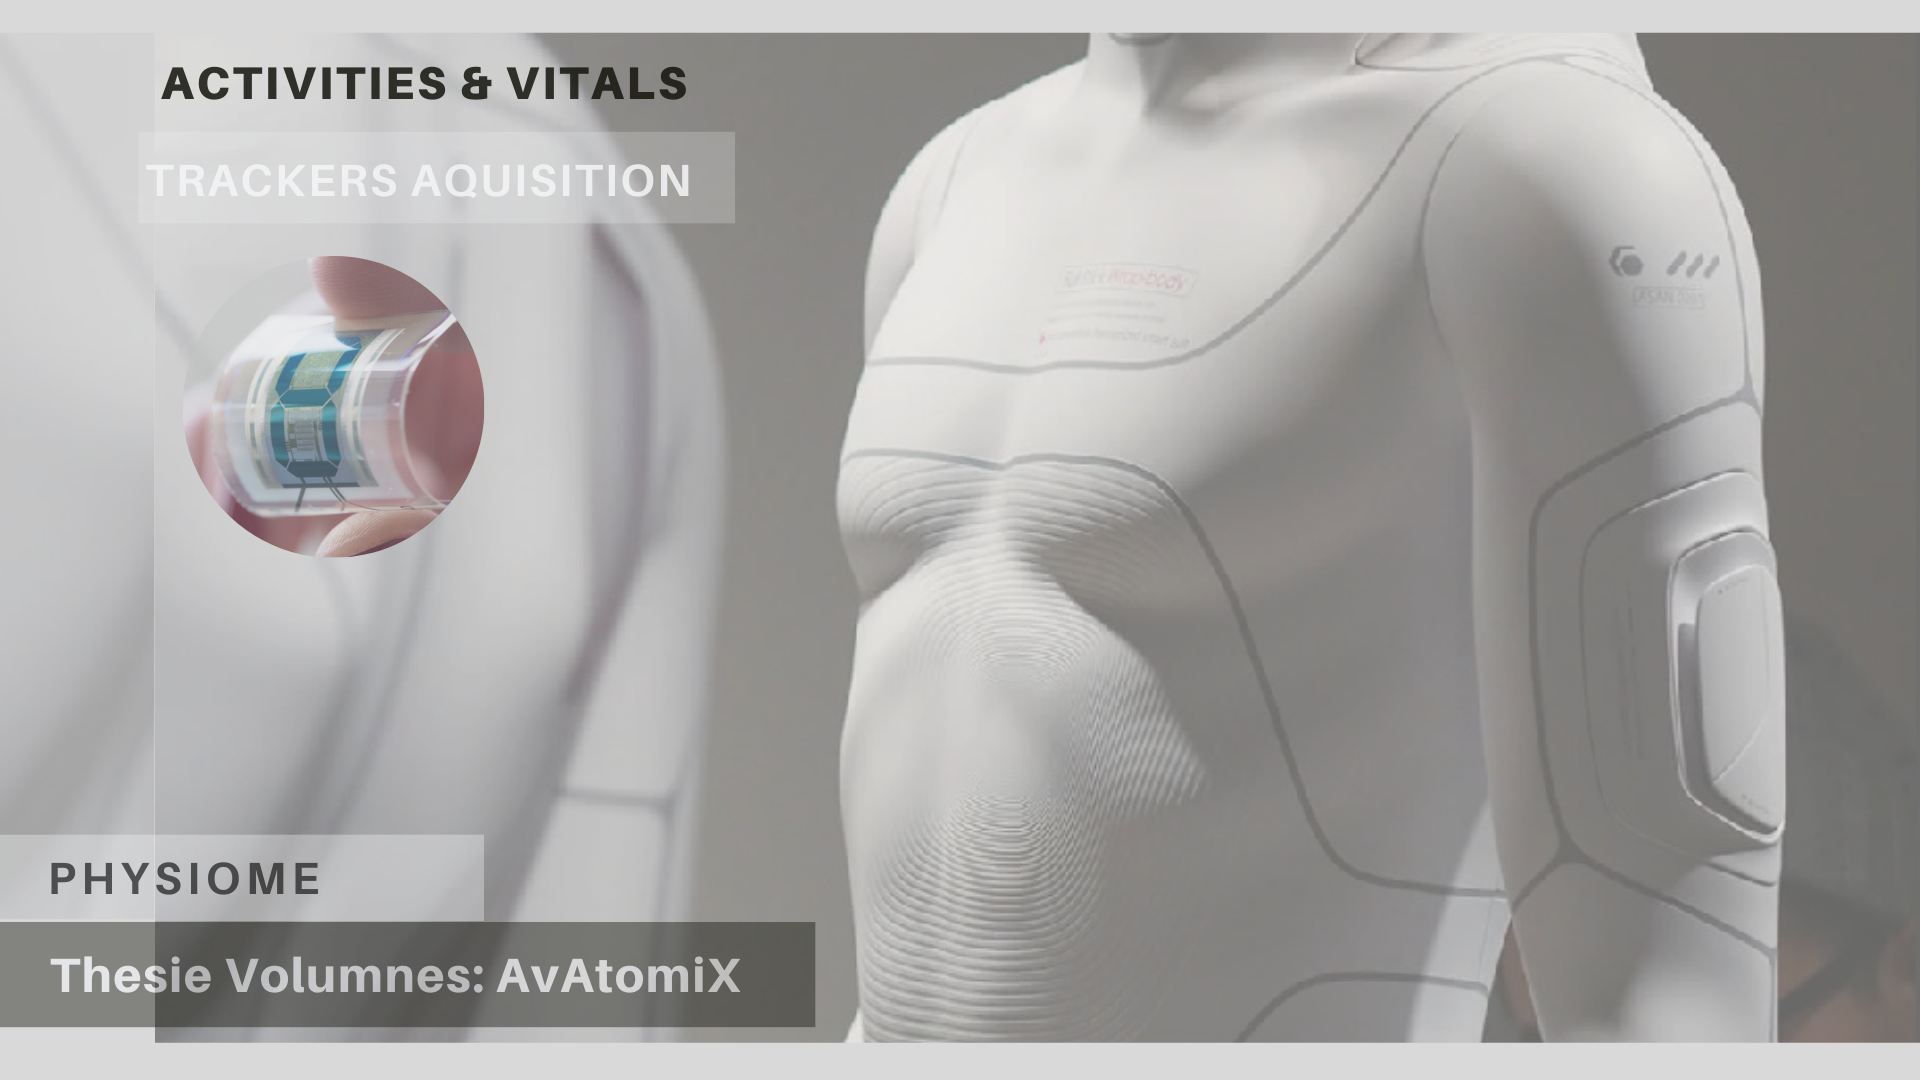 ACTIVITIES & VITALS
TRACKERS AQUISITION
PHYSIOME
Thesie Volumnes: AvAtomiX